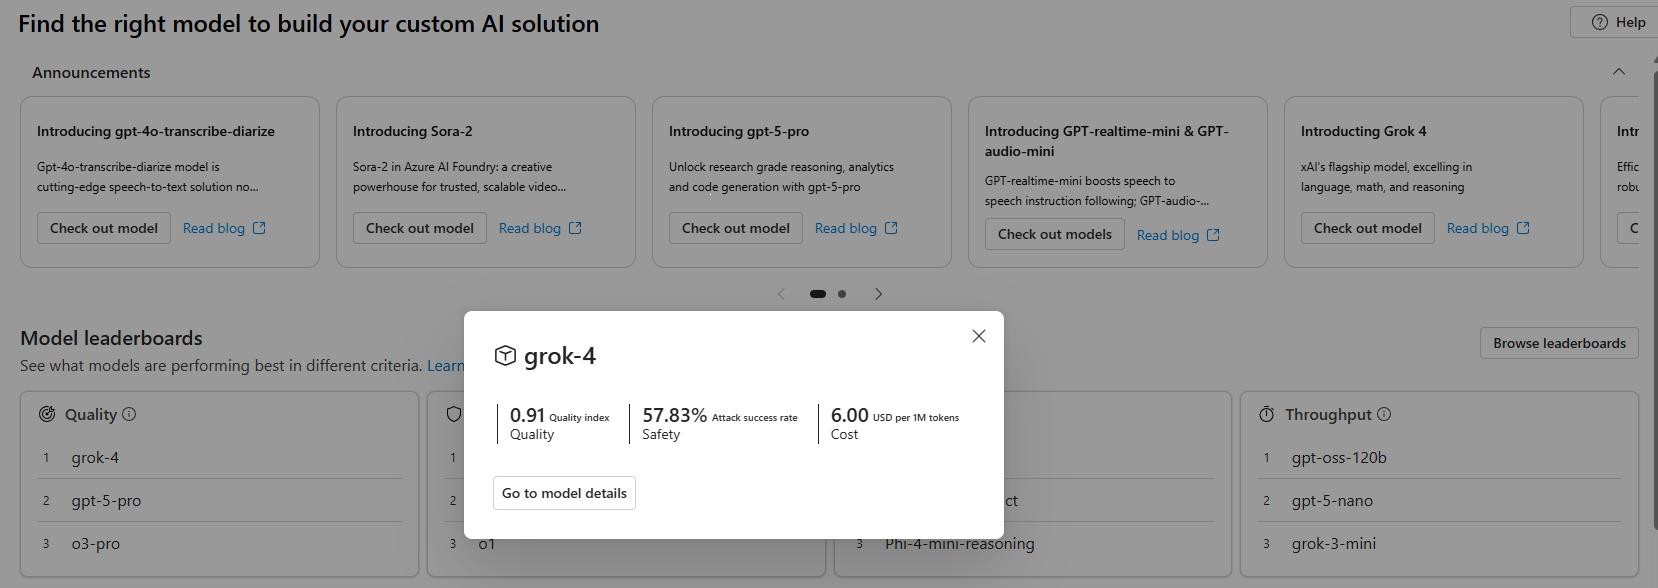 Find the right model to build your custom AI solution
Help
Announcements
Introducing gpt-4o-transcribe-diarize
Gpt-4o-transcribe-diarize model is
cutting-edge speech-to-text solution no...
Check out model
Read blog
Introducing Sora-2
Sora-2 in Azure AI Foundry: a creative
powerhouse for trusted, scalable video...
Check out model
Read blog
Introducing gpt-5-pro
Unlock research grade reasoning, analytics
and code generation with gpt-5-pro
Check out model
Read blog
Introducing GPT-realtime-mini & GPT-
audio-mini
GPT-realtime-mini boosts speech to
speech instruction following; GPT-audio-...
Check out models
Read blog
Introducting Grok 4
xAI's flagship model, excelling in
language, math, and reasoning
Check out model
Read blog
Model leaderboards
See what models are performing best in different criteria. Learn
Browse leaderboards
Quality
1 grok-4
2 gpt-5-pro
3 o3-pro
1
2
3 o1
3 Phi-4-mini-reasoning
Throughput
1 gpt-oss-120b
2 gpt-5-nano
3 grok-3-mini
grok-4
0.91 Quality index
Quality
57.83% Attack success rate
Safety
6.00 USD per 1M tokens
Cost
Go to model details